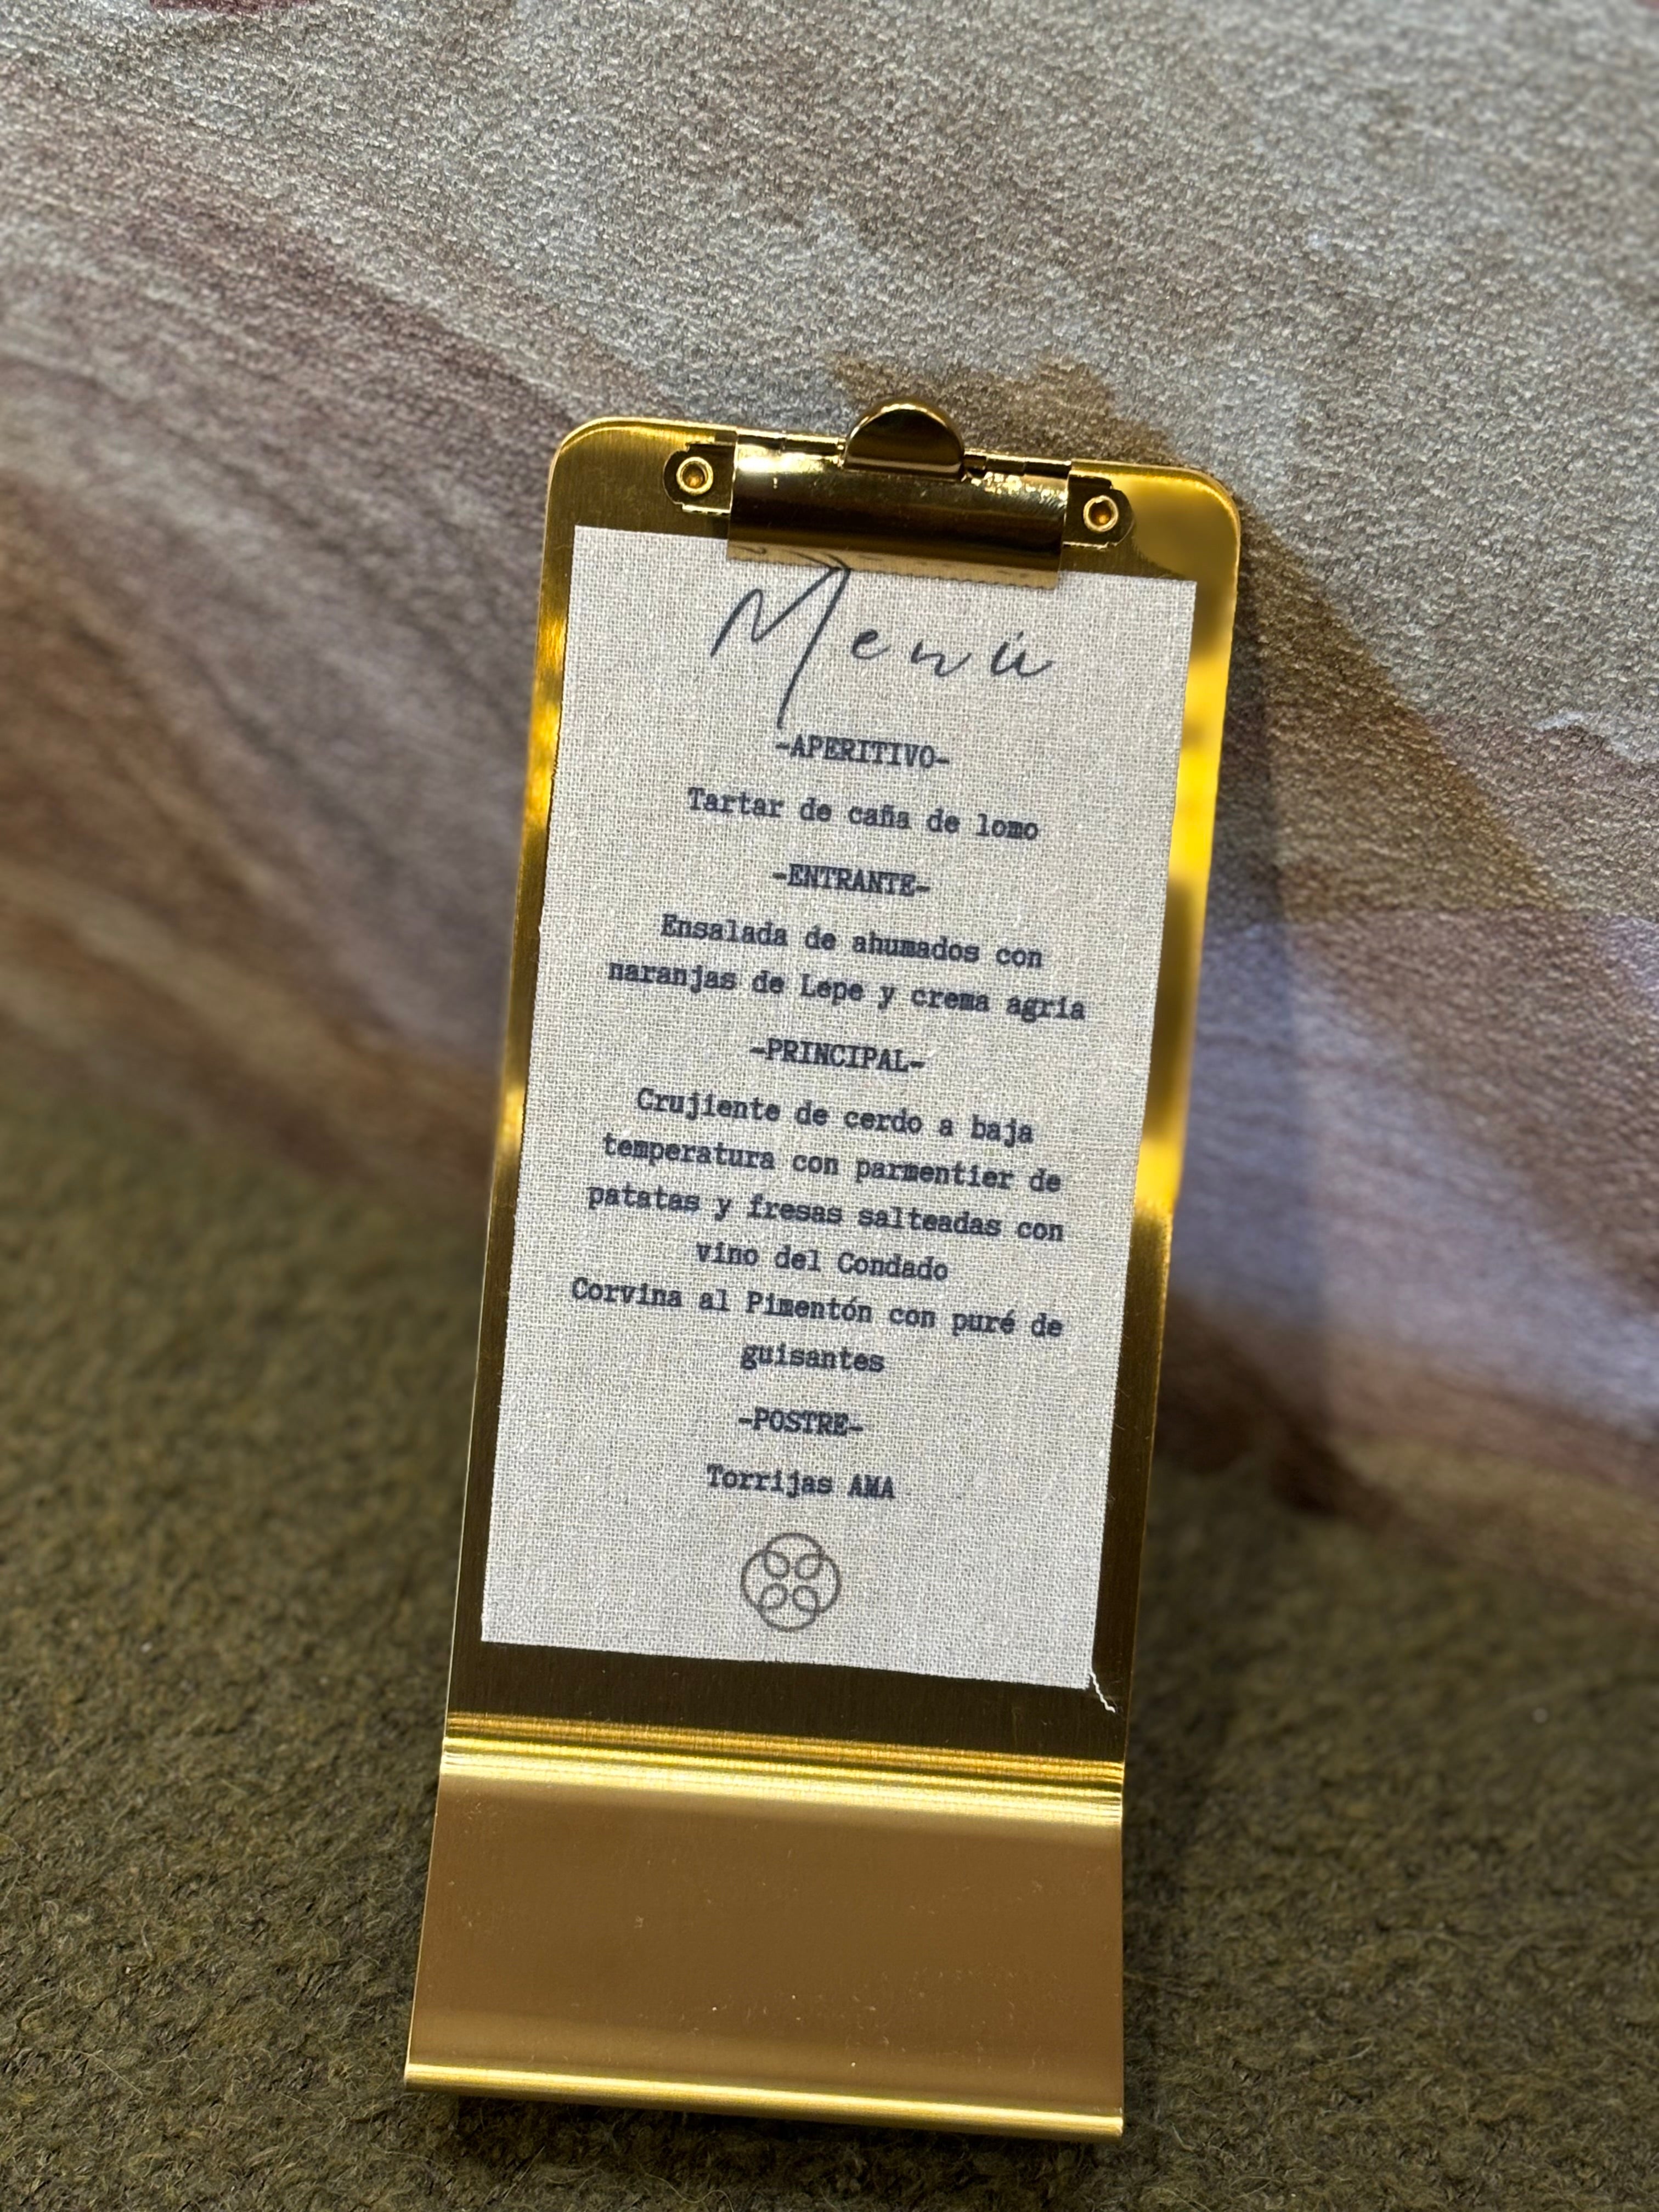 Menú
-APERITIVO-
Tartar de caña de lomo
-ENTRANTE-
Ensalada de ahumados con
naranjas de Lepe y crema agria
-PRINCIPAL-
Crujiente de cerdo a baja
temperatura con parmentier de
patatas y fresas salteadas con
vino del Condado
Corvina al Pimentón con puré de
guisantes
-POSTRE-
Torrijas AMA